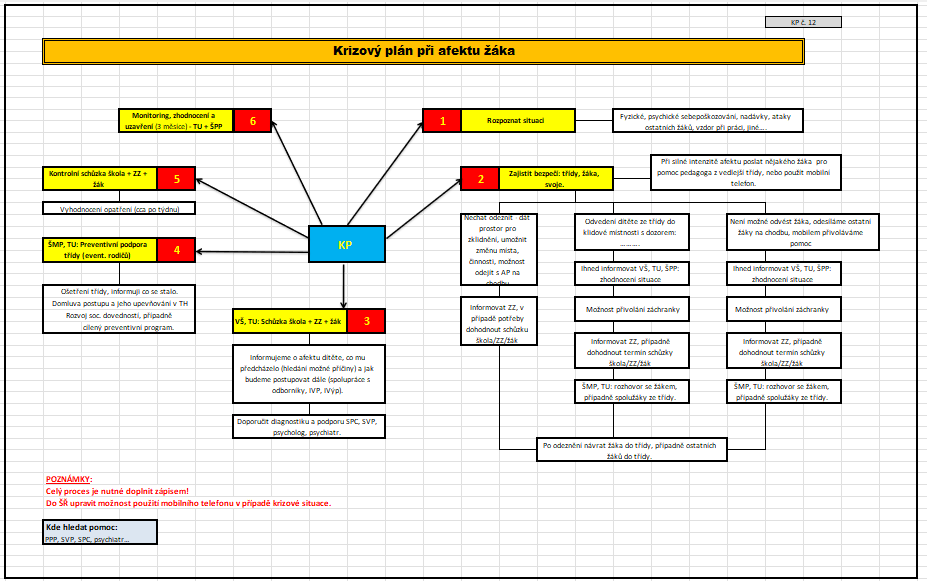 KP č. 12
Krizový plán při afektu žáka
Monitoring, zhodnocení a
uzavření (3 měsíce) - TU + ŠPP
6
1
Rozpoznat situaci
Fyzické, psychické sebepoškozování, nadávky, ataky
ostatních žáků, vzdor při práci, jiné….
Kontrolní schůzka škola + ZZ +
žák
5
Vyhodnocení opatření (cca po týdnu)
2
Zajistit bezpečí: třídy, žáka,
svoje.
Při silné intenzitě afektu poslat nějakého žáka pro
pomoc pedagoga z vedlejší třídy, nebo použít mobilní
telefon.
ŠMP, TU: Preventivní podpora
třídy (event. rodičů)
4
KP
Ošetření třídy, informuji co se stalo.
Domluva postupu a jeho upevňování v TH
Rozvoj soc. dovedností, případně
cílený preventivní program.
VŠ, TU: Schůzka škola + ZZ + žák
3
Informujeme o afektu dítěte, co mu
předcházelo (hledání možné příčiny) a jak
budeme postupovat dále (spolupráce s
odborníky, IVP, IVýp).
Doporučit diagnostiku a podporu SPC, SVP,
psycholog, psychiatr.
Nechat odeznít - dát
prostor pro
zklidnění, umožnit
změnu místa,
činnosti, možnost
odejít s AP na
chodbu
Informovat ZZ, v
případě potřeby
dohodnout schůzku
škola/ZZ/žák
Odvedení dítěte ze třídy do
klidové místnosti s dozorem:
……….
Ihned informovat VŠ, TU, ŠPP:
zhodnocení situace
Možnost přivolání záchranky
Informovat ZZ, případně
dohodnout termín schůzky
škola/ZZ/žák
ŠMP, TU: rozhovor se žákem,
případně spolužáky ze třídy.
Není možné odvést žáka, odesíláme ostatní
žáky na chodbu, mobilem přivoláváme
pomoc
Ihned informovat VŠ, TU, ŠPP:
zhodnocení situace
Možnost přivolání záchranky
Informovat ZZ, případně
dohodnout termín schůzky
škola/ZZ/žák
ŠMP, TU: rozhovor se žákem,
případně spolužáky ze třídy.
Po odeznění návrat žáka do třídy, případně ostatních
žáků do třídy.
POZNÁMKY:
Celý proces je nutné doplnit zápisem!
Do ŠŘ upravit možnost použití mobilního telefonu v případě krizové situace.
Kde hledat pomoc:
PPP, SVP, SPC, psychiatr…